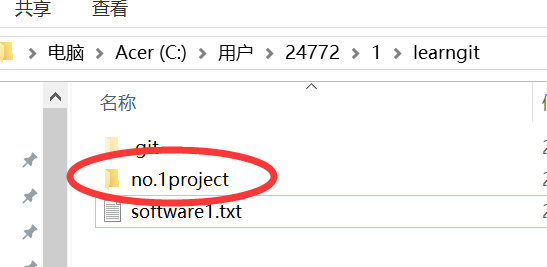 共享 查看
电脑 > Acer (C:) > 用户 > 24772 > 1 > learngit
名称
.git
no.1project
software1.txt